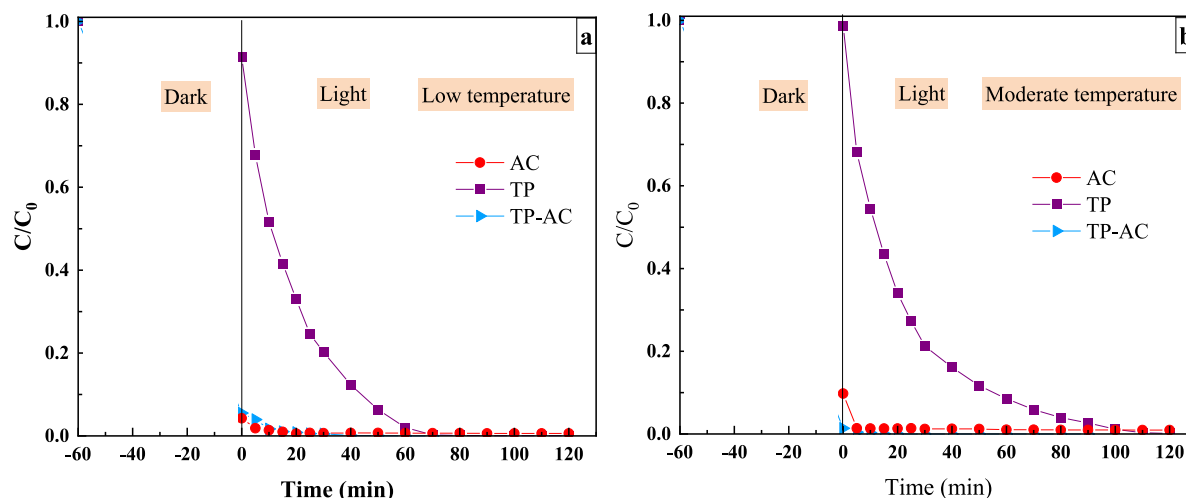 a
Dark
Light
Low temperature
AC
TP
TP-AC
C/C0
1.0
0.8
0.6
0.4
0.2
0.0
-60 -40 -20 0 20 40 60 80 100 120
Time (min)
b
Dark
Light
Moderate temperature
AC
TP
TP-AC
C/C0
1.0
0.8
0.6
0.4
0.2
0.0
-60 -40 -20 0 20 40 60 80 100 120
Time (min)